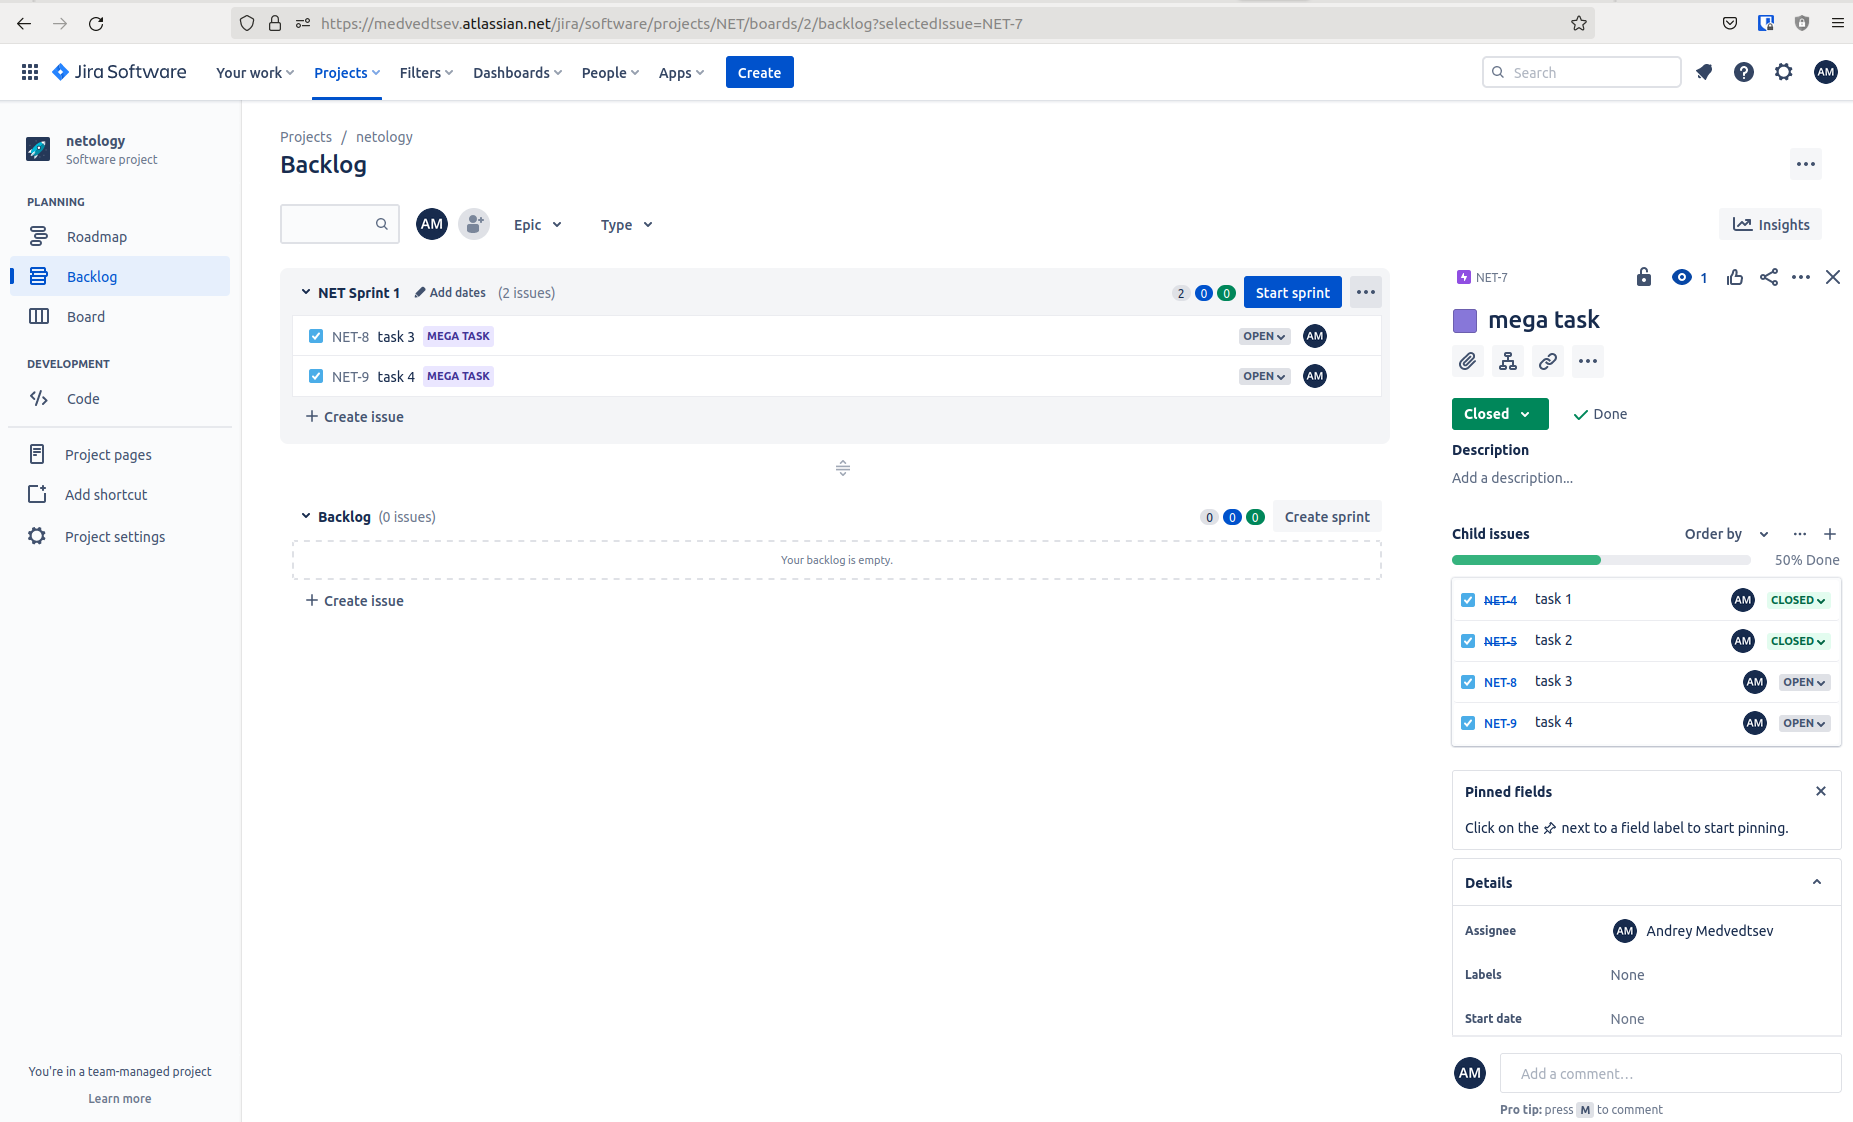 https://medvedtsev.atlassian.net/jira/software/projects/NET/boards/2/backlog?selectedIssue=NET-7
Jira Software Your work Projects Filters Dashboards People Apps Create Search AM
netology
Software project
PLANNING
Roadmap
Backlog
Board
DEVELOPMENT
Code
Project pages
Add shortcut
Project settings
You're in a team-managed project
Learn more
Projects / netology
Backlog
AM Epic Type Insights
NET Sprint 1 Add dates (2 issues) 2 0 0 Start sprint
NET-8 task 3 MEGA TASK OPEN AM
NET-9 task 4 MEGA TASK OPEN AM
+ Create issue
Backlog (0 issues) 0 0 0 Create sprint
Your backlog is empty.
+ Create issue
NET-7 1
mega task
Closed Done
Description
Add a description...
Child issues Order by
50% Done
NET-4 task 1 AM CLOSED
NET-5 task 2 AM CLOSED
NET-8 task 3 AM OPEN
NET-9 task 4 AM OPEN
Pinned fields
Click on the next to a field label to start pinning.
Details
Assignee AM Andrey Medvedtsev
Labels None
Start date None
AM Add a comment…
Pro tip: press M to comment